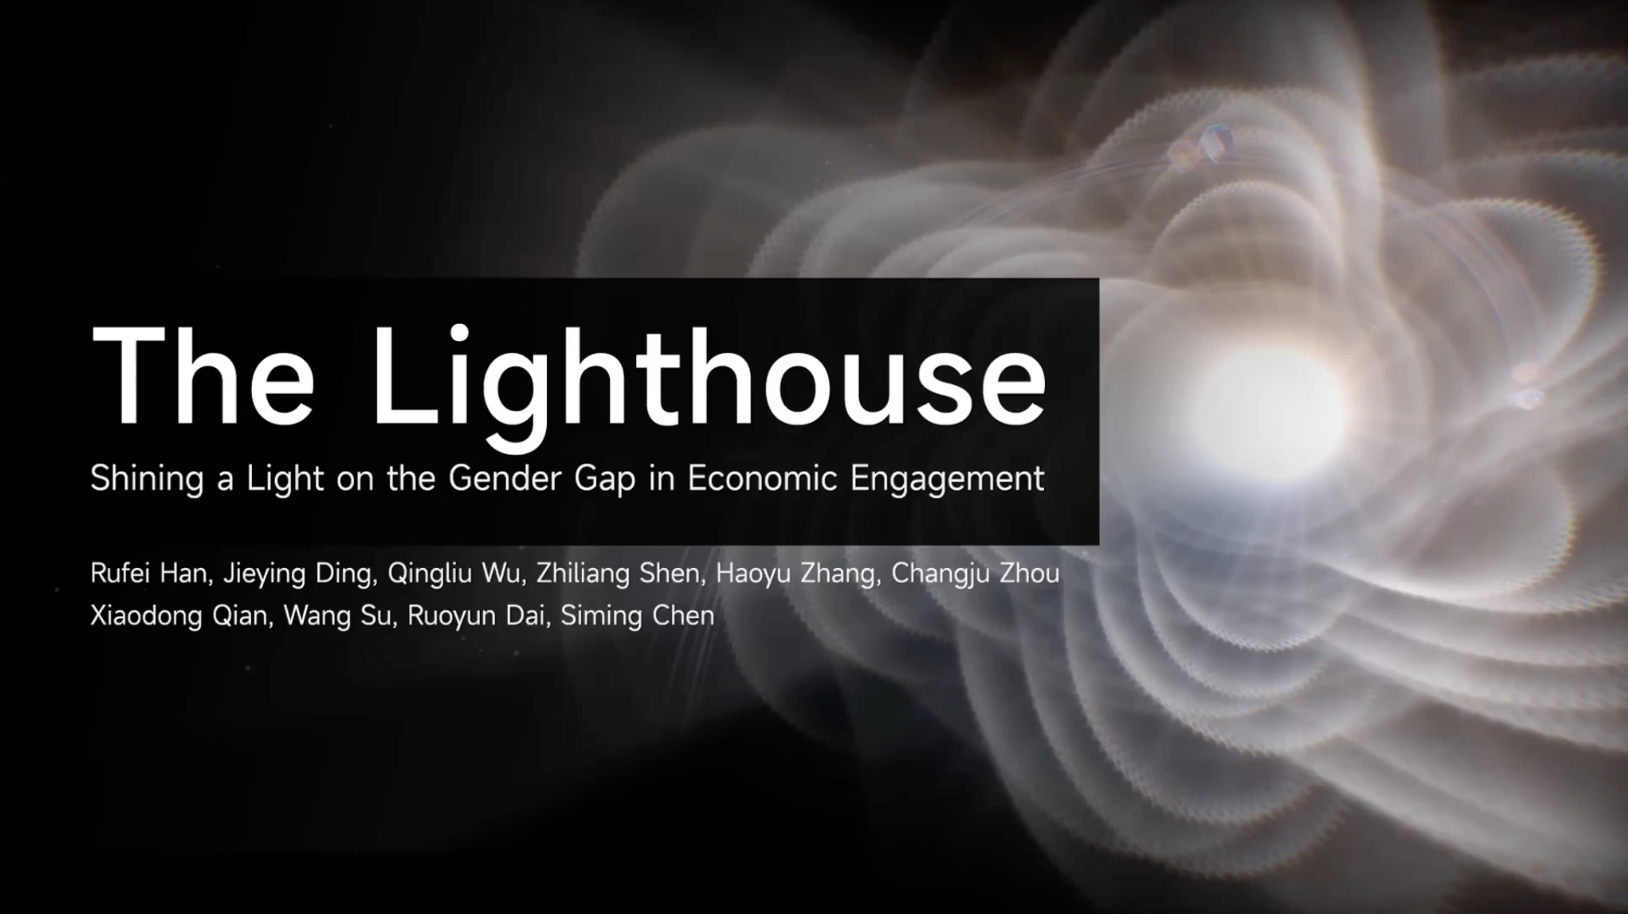 The Lighthouse
Shining a Light on the Gender Gap in Economic Engagement
Rufei Han, Jieying Ding, Qingliu Wu, Zhiliang Shen, Haoyu Zhang, Changju Zhou
Xiaodong Qian, Wang Su, Ruoyun Dai, Siming Chen